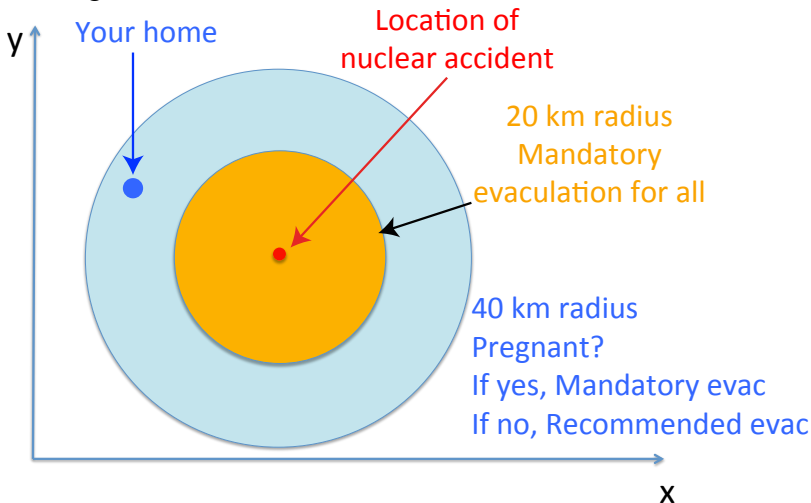 Your home
Location of
nuclear accident
y
20 km radius
Mandatory
evaculation for all
40 km radius
Pregnant?
If yes, Mandatory evac
If no, Recommended evac
x